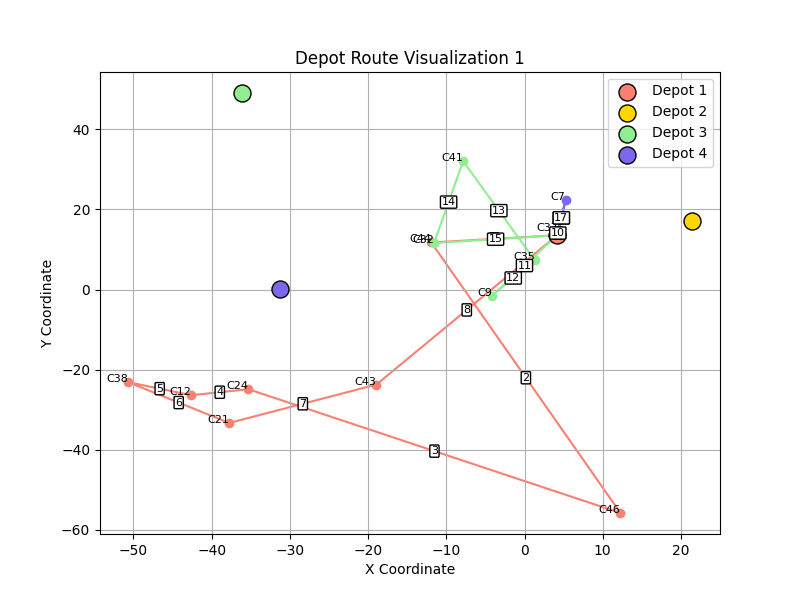 Depot Route Visualization 1
Depot 1
Depot 2
Depot 3
Depot 4
Y Coordinate
40
20
0
−20
−40
−60
−50
−40
−30
−20
−10
0
10
20
X Coordinate
C41
C7
C35
C9
C38
C12
C24
C21
C43
C46
14
13
17
10
15
11
12
8
5
4
6
7
2
3